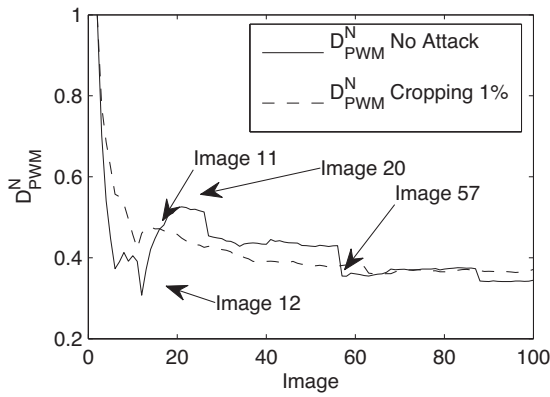 1
0.8
0.6
0.4
0.2
0
20
40
60
80
100
D^N_PWM
Image
D^N_PWM No Attack
D^N_PWM Cropping 1%
Image 11
Image 20
Image 57
Image 12